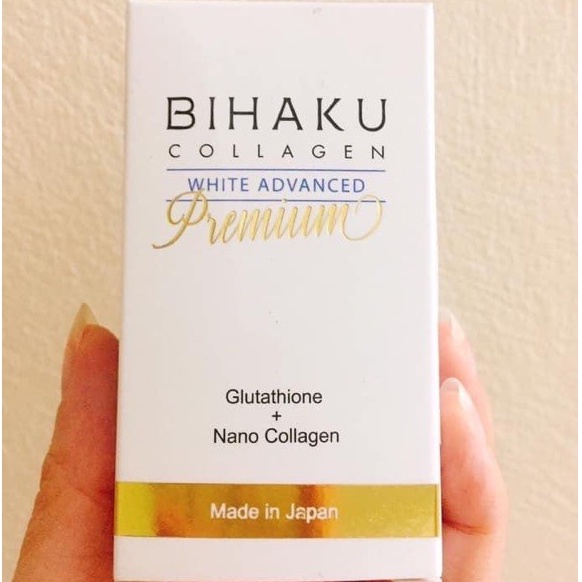 BIHAKU
COLLAGEN
WHITE ADVANCED
Premium
Glutathione
+
Nano Collagen
Made in Japan